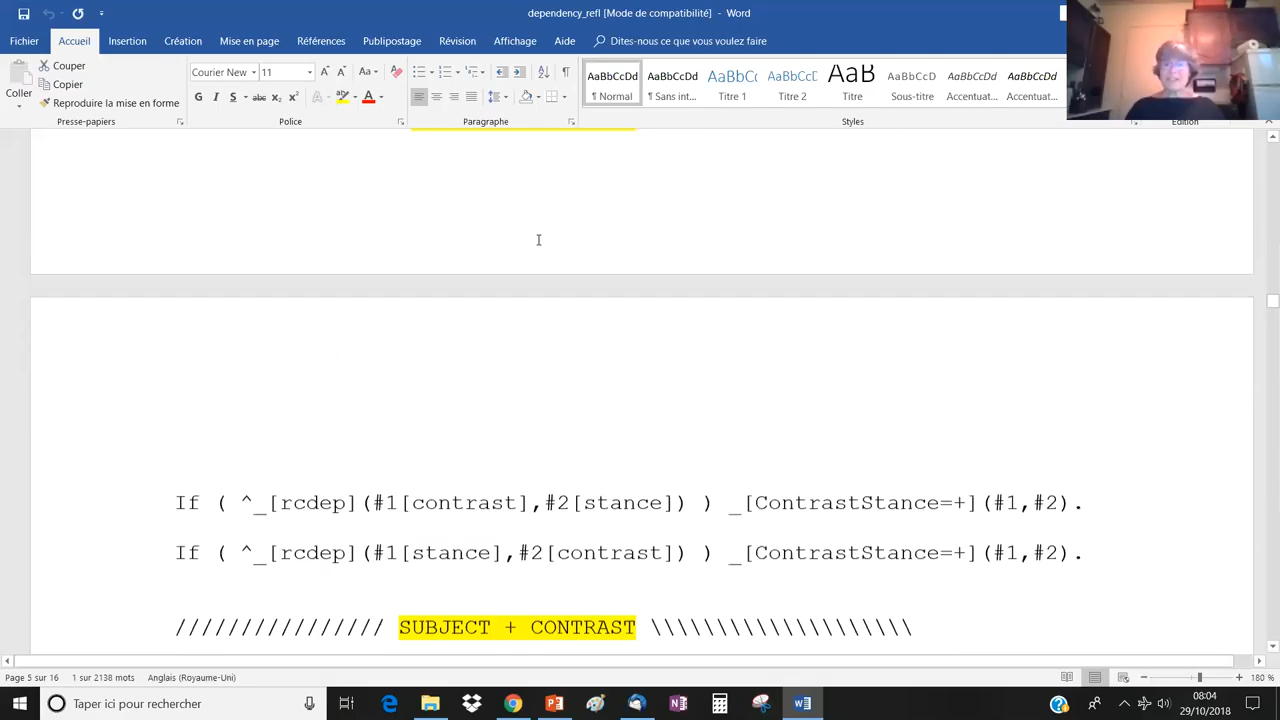 dependency_refl [Mode de compatibilité] - Word
Fichier Accueil Insertion Création Mise en page Références Publipostage Révision Affichage Aide Dites-nous ce que vous voulez faire
Coller
Couper
Copier
Reproduire la mise en forme
Presse-papiers
Courier New 11
Police
Paragraphe
AaBbCcDd AaBbCcDd AaBbC( AaBbCcC AaB AaBbCcD AaBbCcDd AaBbCcDd
¶ Normal ¶ Sans int... Titre 1 Titre 2 Titre Sous-titre Accentuat... Accentuat...
Styles
Edition
If ( ^_[rcdep](#1[contrast],#2[stance]) ) _[ContrastStance=+](#1,#2).
If ( ^_[rcdep](#1[stance],#2[contrast]) ) _[ContrastStance=+](#1,#2).
//////////////// SUBJECT + CONTRAST \\\\\\\\\\\\\\\\\\\\
Page 5 sur 16 1 sur 2138 mots Anglais (Royaume-Uni) 180 %
Taper ici pour rechercher
08:04
29/10/2018